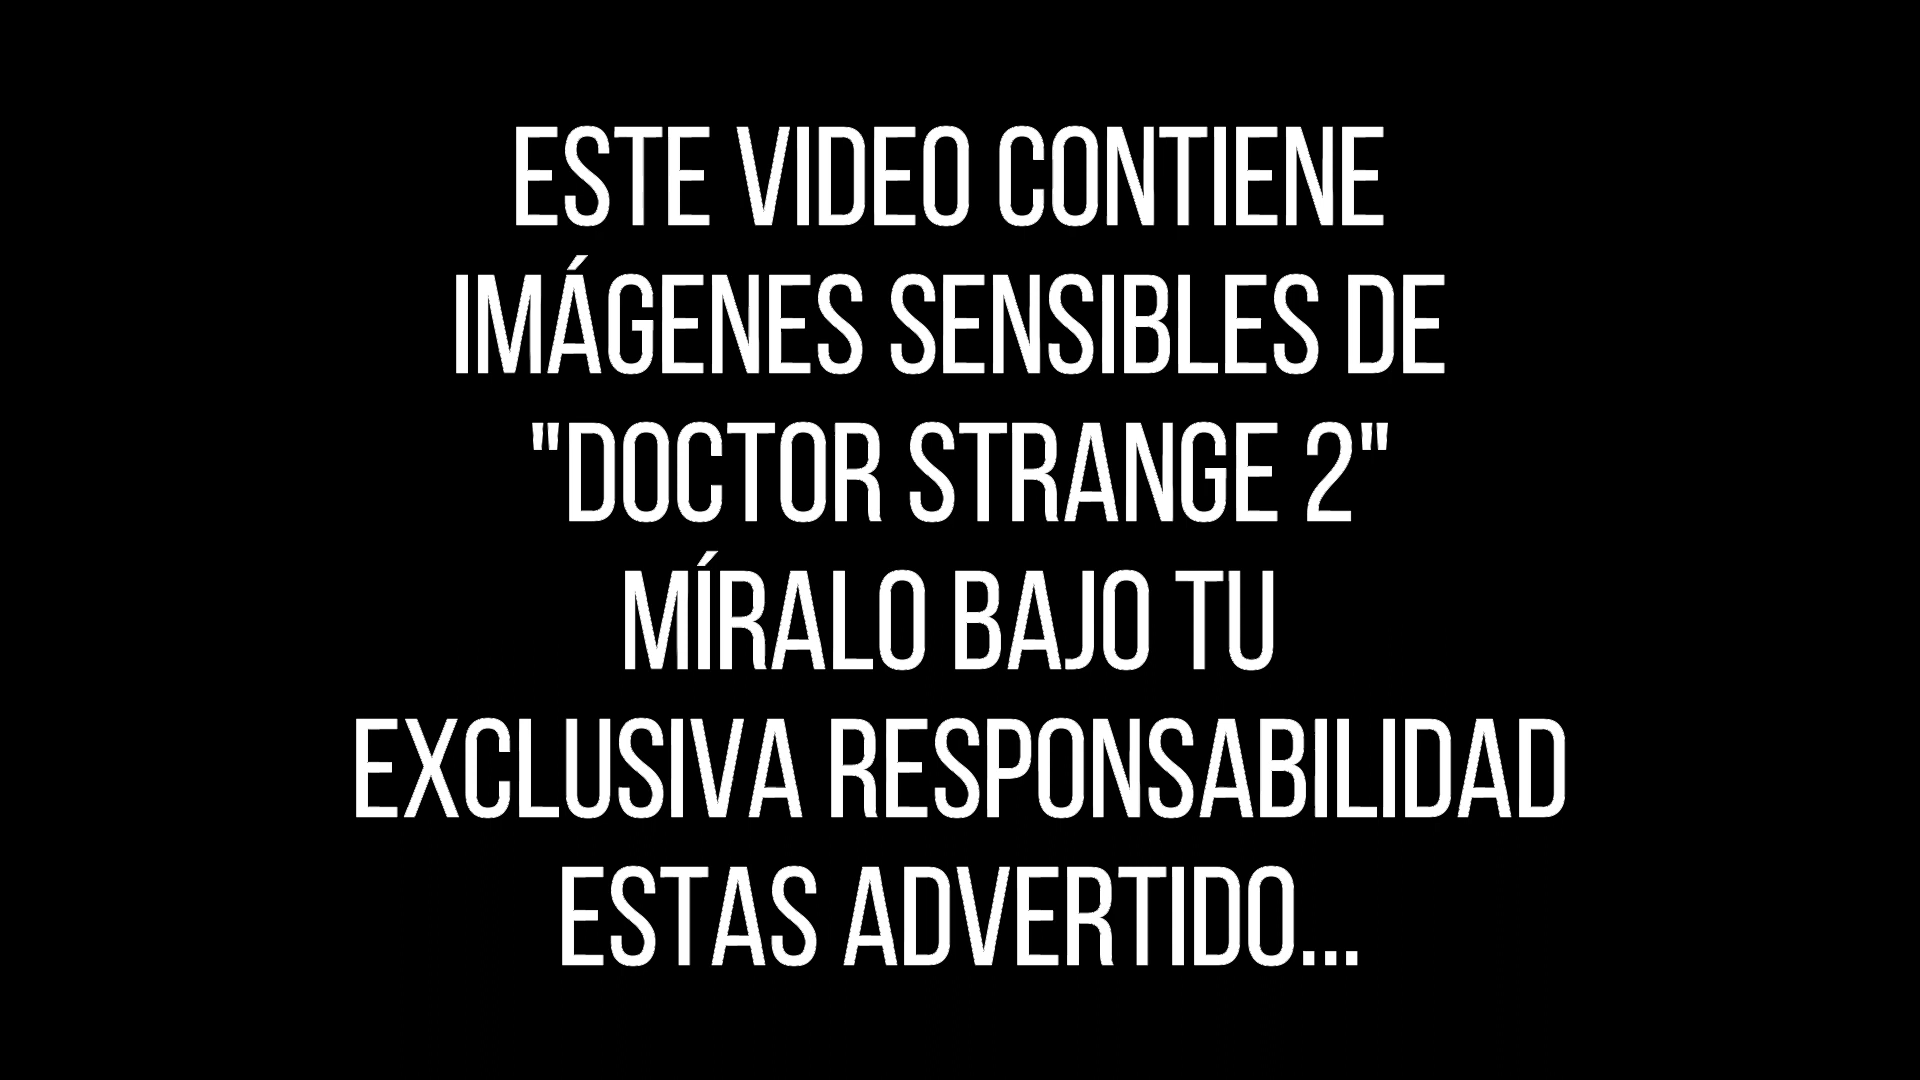 ESTE VIDEO CONTIENE
IMÁGENES SENSIBLES DE
"DOCTOR STRANGE 2"
MÍRALO BAJO TU
EXCLUSIVA RESPONSABILIDAD
ESTAS ADVERTIDO...